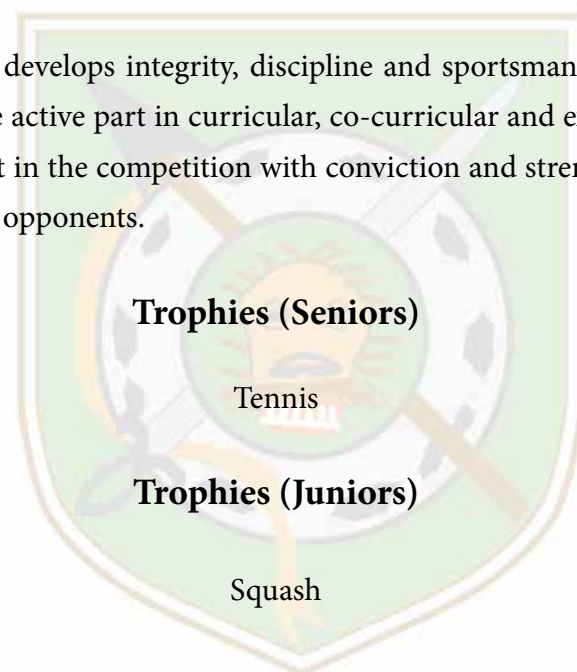 develops integrity, discipline and sportsman
active part in curricular, co-curricular and
in the competition with conviction and
opponents.
Trophies (Seniors)
Tennis
Trophies (Juniors)
Squash